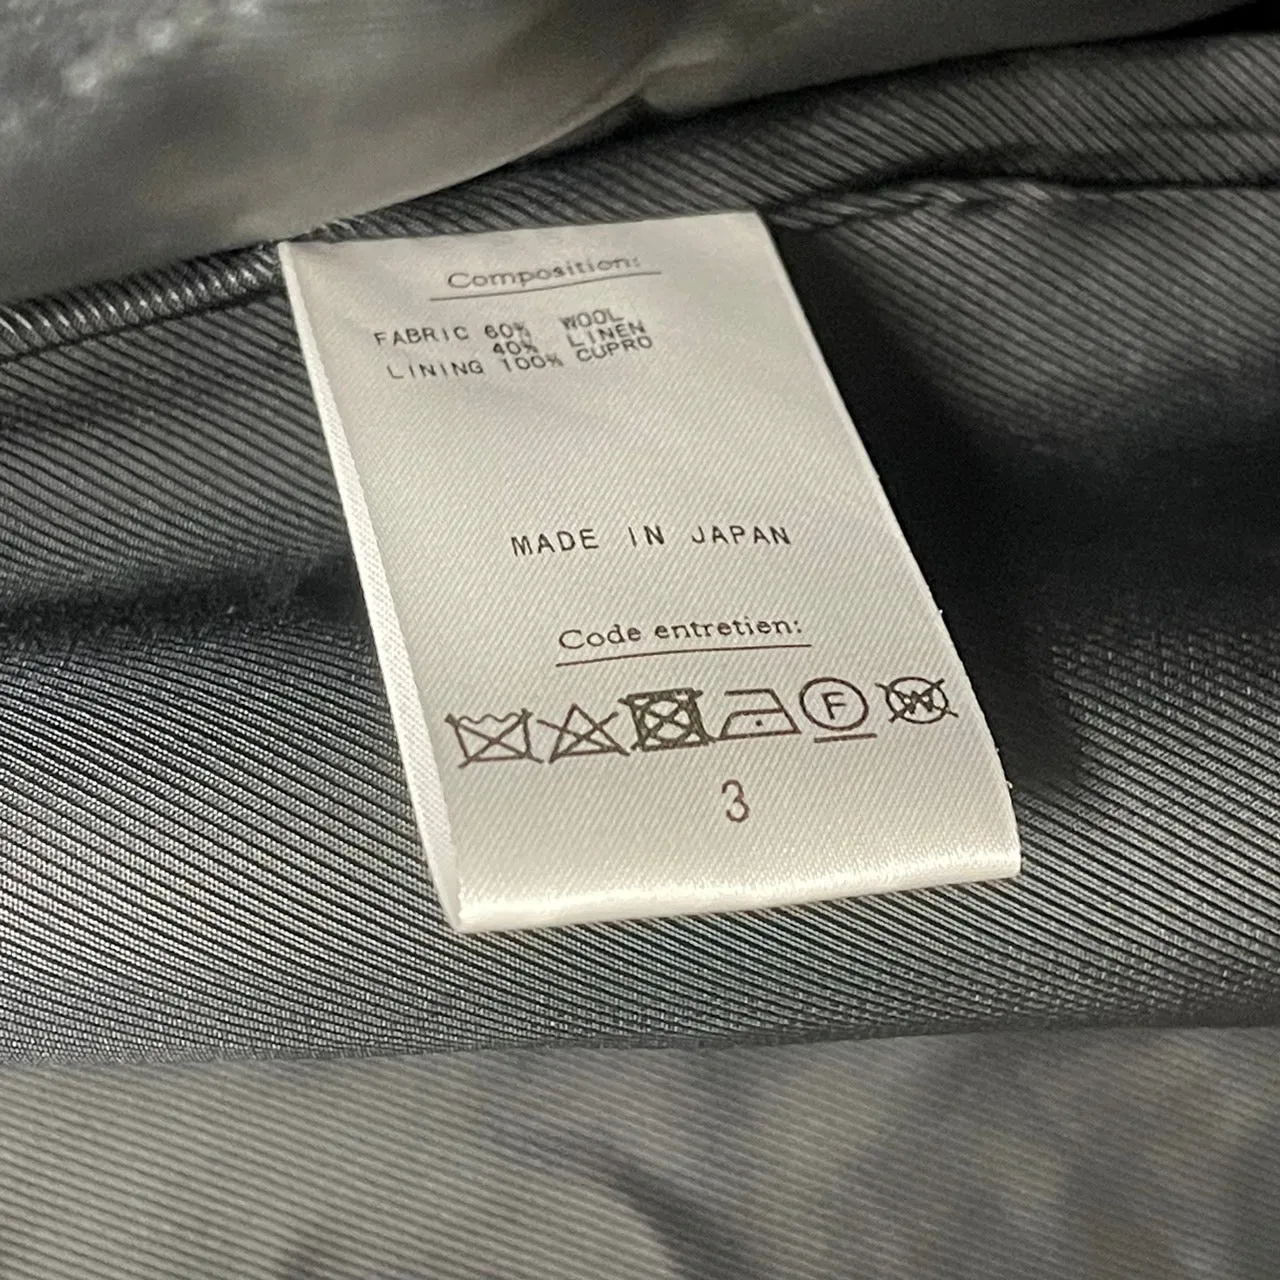 Composition:
FABRIC 60% WOOL
40% LINEN
LINING 100% CUPRO
MADE IN JAPAN
Code entretien:
F W
3